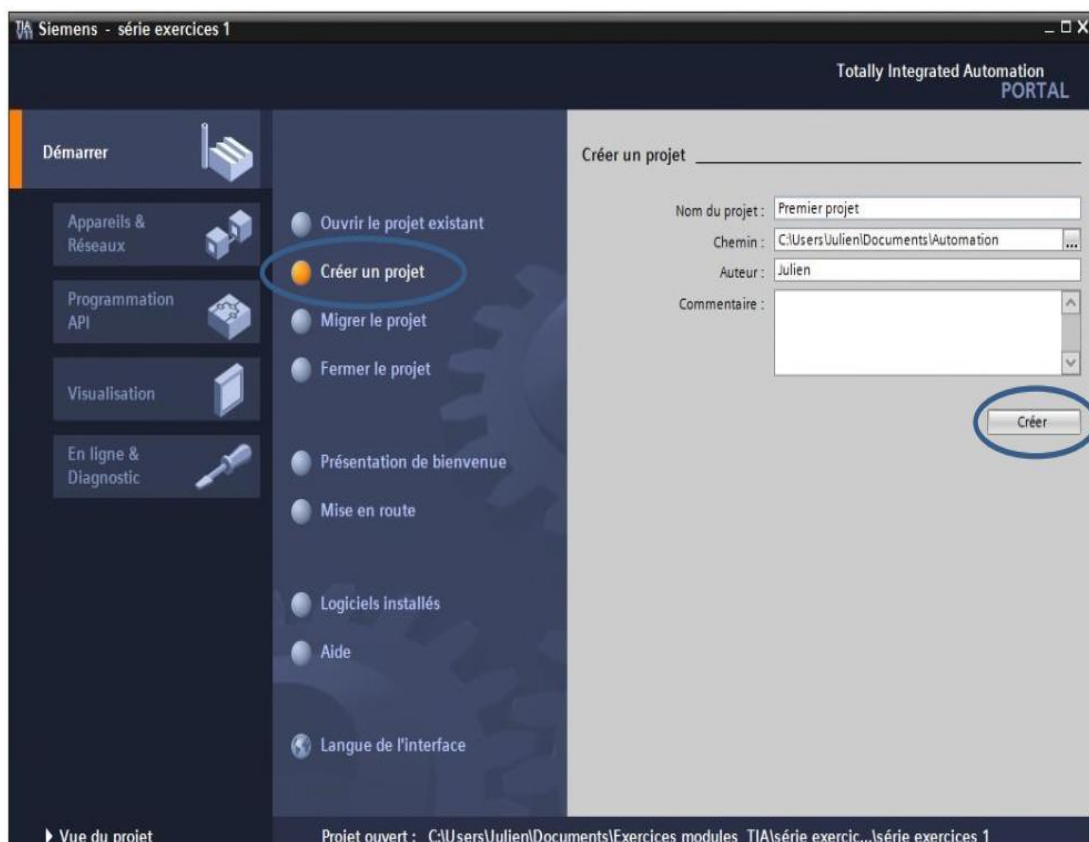 Siemens - série exercices 1
Totally Integrated Automation
PORTAL
Démarrer
Appareils &
Réseaux
Programmation
API
Visualisation
En ligne &
Diagnostic
Ouvrir le projet existant
Créer un projet
Migrer le projet
Fermer le projet
Présentation de bienvenue
Mise en route
Logiciels installés
Aide
Langue de l'interface
Créer un projet
Nom du projet : Premier projet
Chemin : C:\Users\Julien\Documents\Automation ...
Auteur : Julien
Commentaire :
Créer
Vue du projet
Projet ouvert : C:\Users\Julien\Documents\Exercices modules TIA\série exercic...\série exercices 1